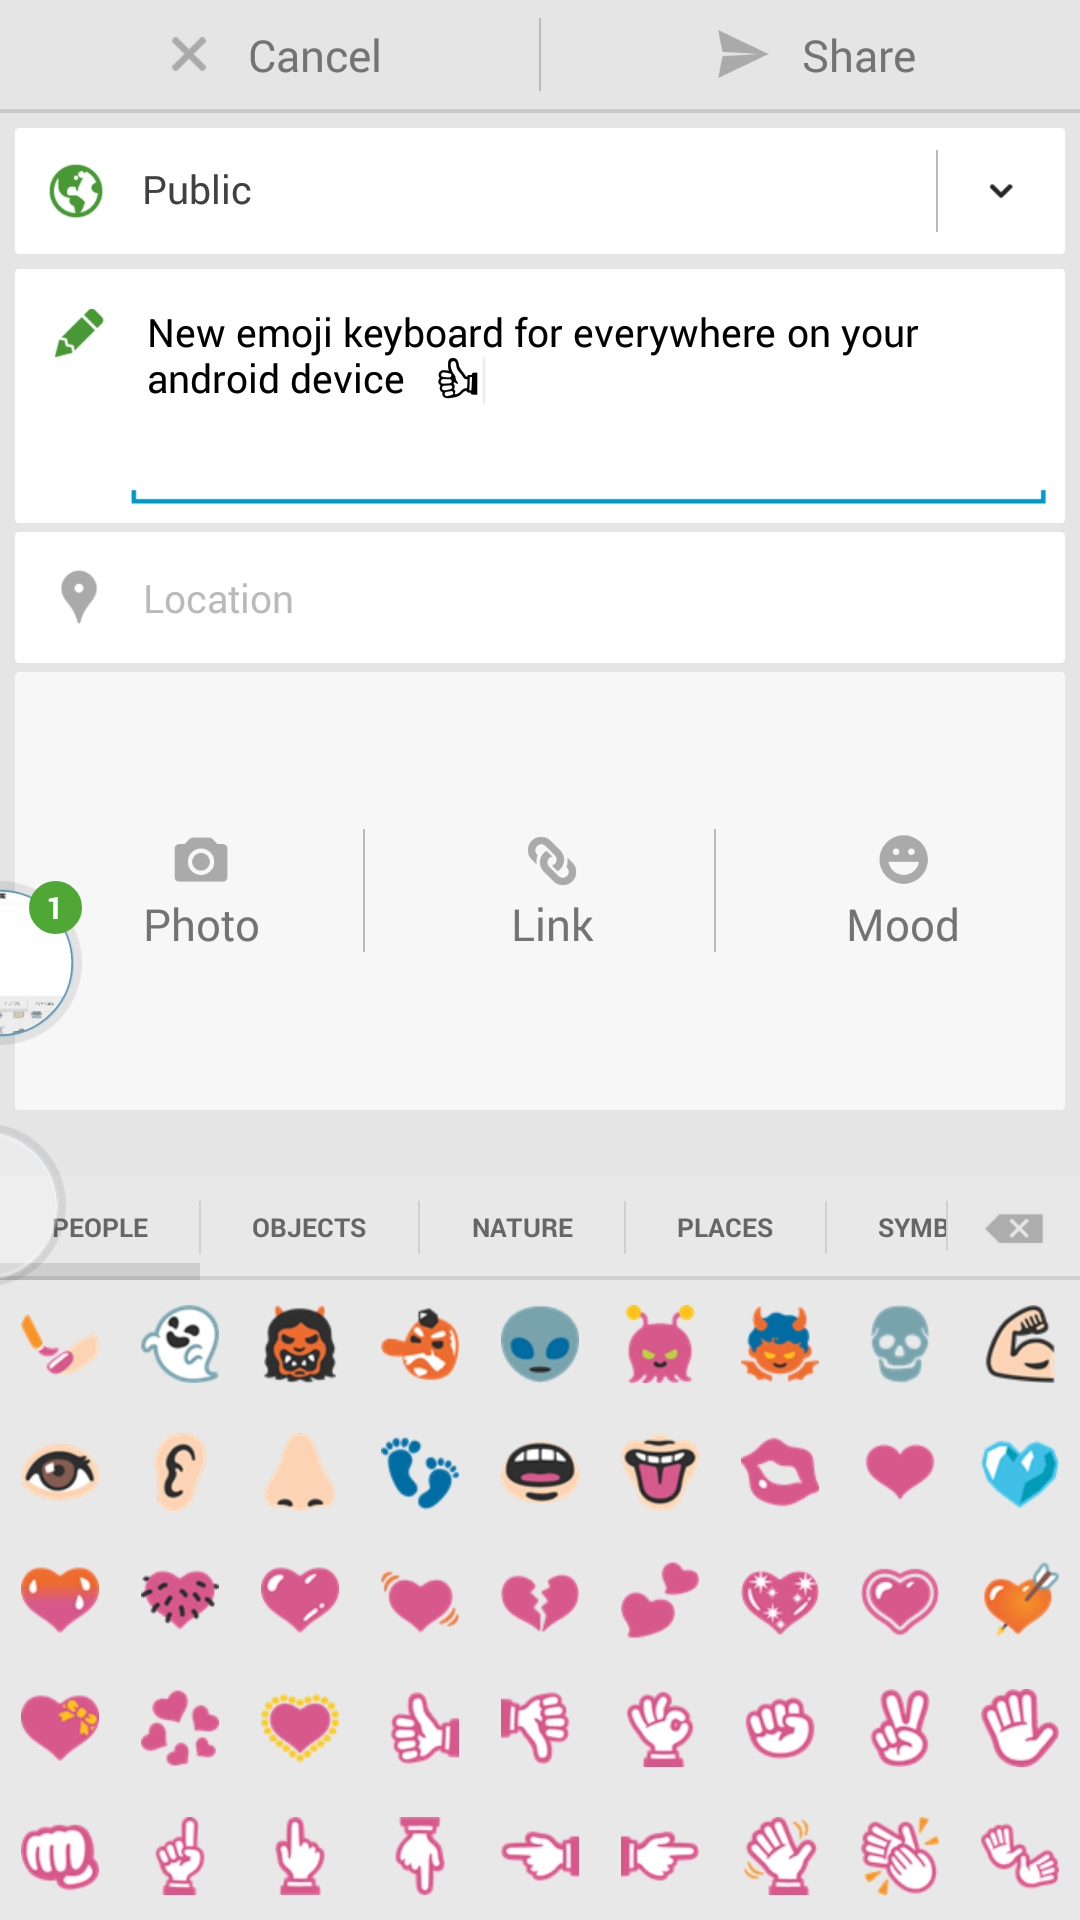 Cancel
Share
Public
New emoji keyboard for everywhere on your
android device 👍
Location
Photo
Link
Mood
1
PEOPLE
OBJECTS
NATURE
PLACES
SYMB